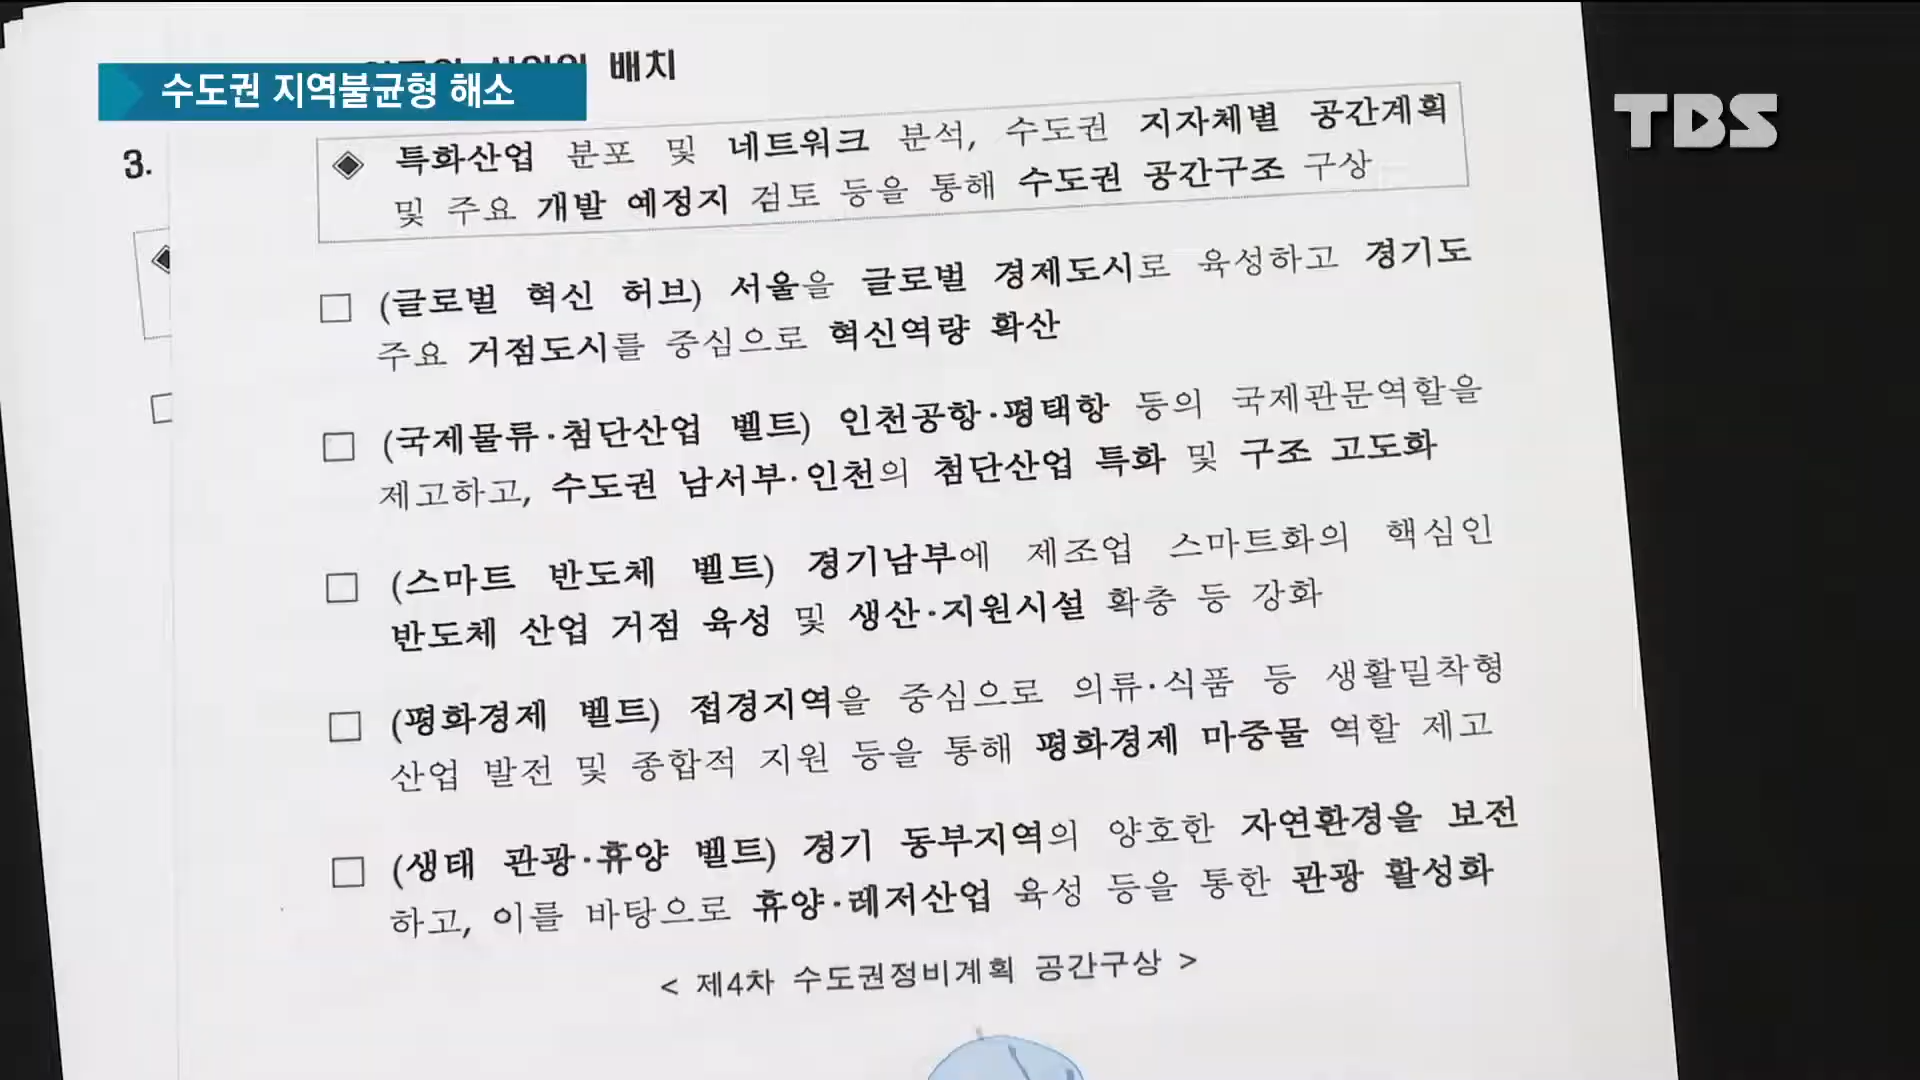 배치
수도권 지역불균형 해소
TBS
3.
◈ 특화산업 분포 및 네트워크 분석, 수도권 지자체별 공간계획
및 주요 개발 예정지 검토 등을 통해 수도권 공간구조 구상
□ (글로벌 혁신 허브) 서울을 글로벌 경제도시로 육성하고 경기도
주요 거점도시를 중심으로 혁신역량 확산
□ (국제물류·첨단산업 벨트) 인천공항·평택항 등의 국제관문역할을
제고하고, 수도권 남서부·인천의 첨단산업 특화 및 구조 고도화
□ (스마트 반도체 벨트) 경기남부에 제조업 스마트화의 핵심인
반도체 산업 거점 육성 및 생산·지원시설 확충 등 강화
□ (평화경제 벨트) 접경지역을 중심으로 의류·식품 등 생활밀착형
산업 발전 및 종합적 지원 등을 통해 평화경제 마중물 역할 제고
□ (생태 관광·휴양 벨트) 경기 동부지역의 양호한 자연환경을 보전
하고, 이를 바탕으로 휴양·레저산업 육성 등을 통한 관광 활성화
< 제4차 수도권정비계획 공간구상 >